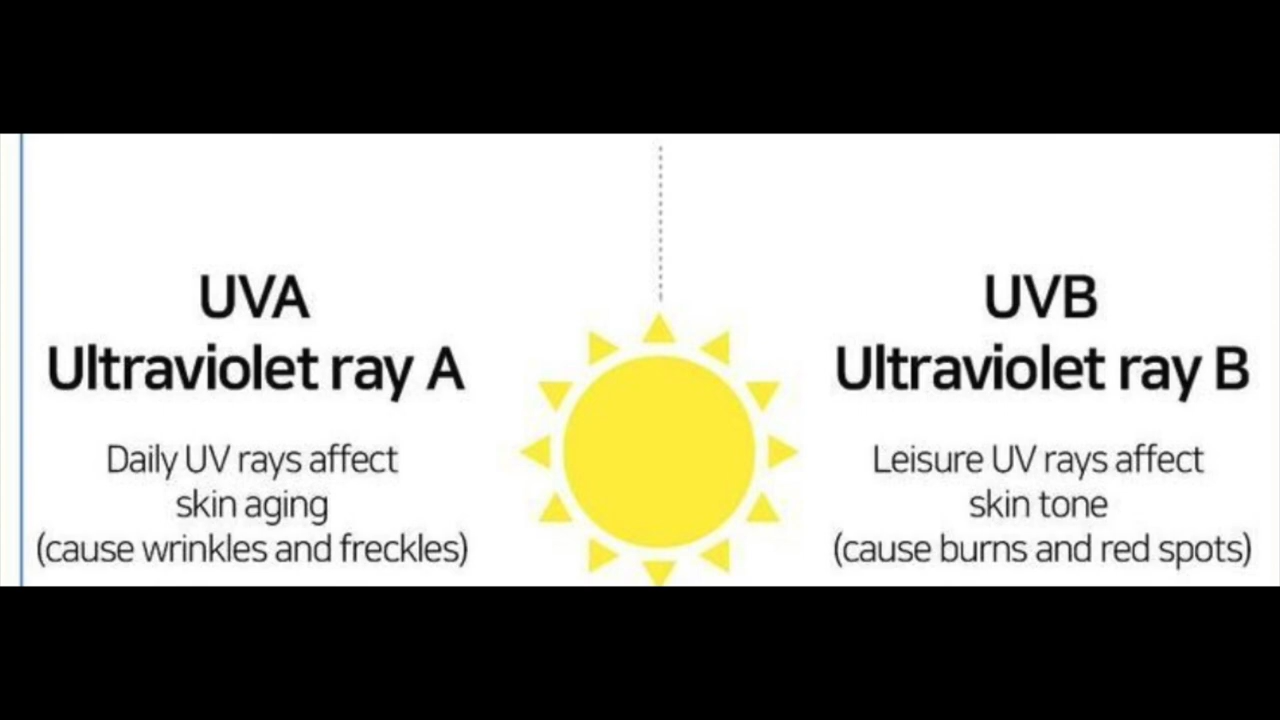 UVA
Ultraviolet ray A
Daily UV rays affect
skin aging
(cause wrinkles and freckles)
UVB
Ultraviolet ray B
Leisure UV rays affect
skin tone
(cause burns and red spots)